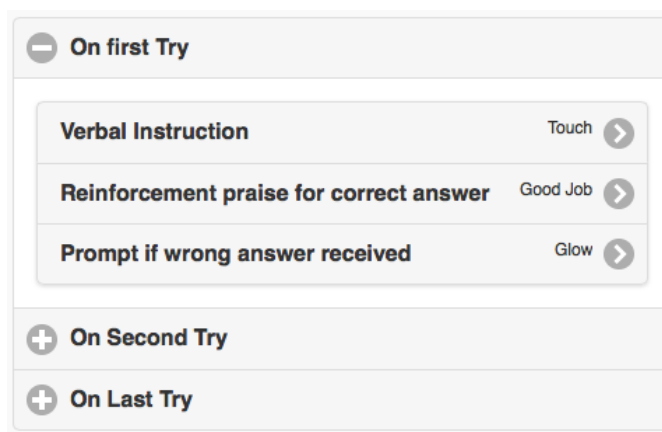 On first Try
Verbal Instruction Touch
Reinforcement praise for correct answer Good Job
Prompt if wrong answer received Glow
On Second Try
On Last Try